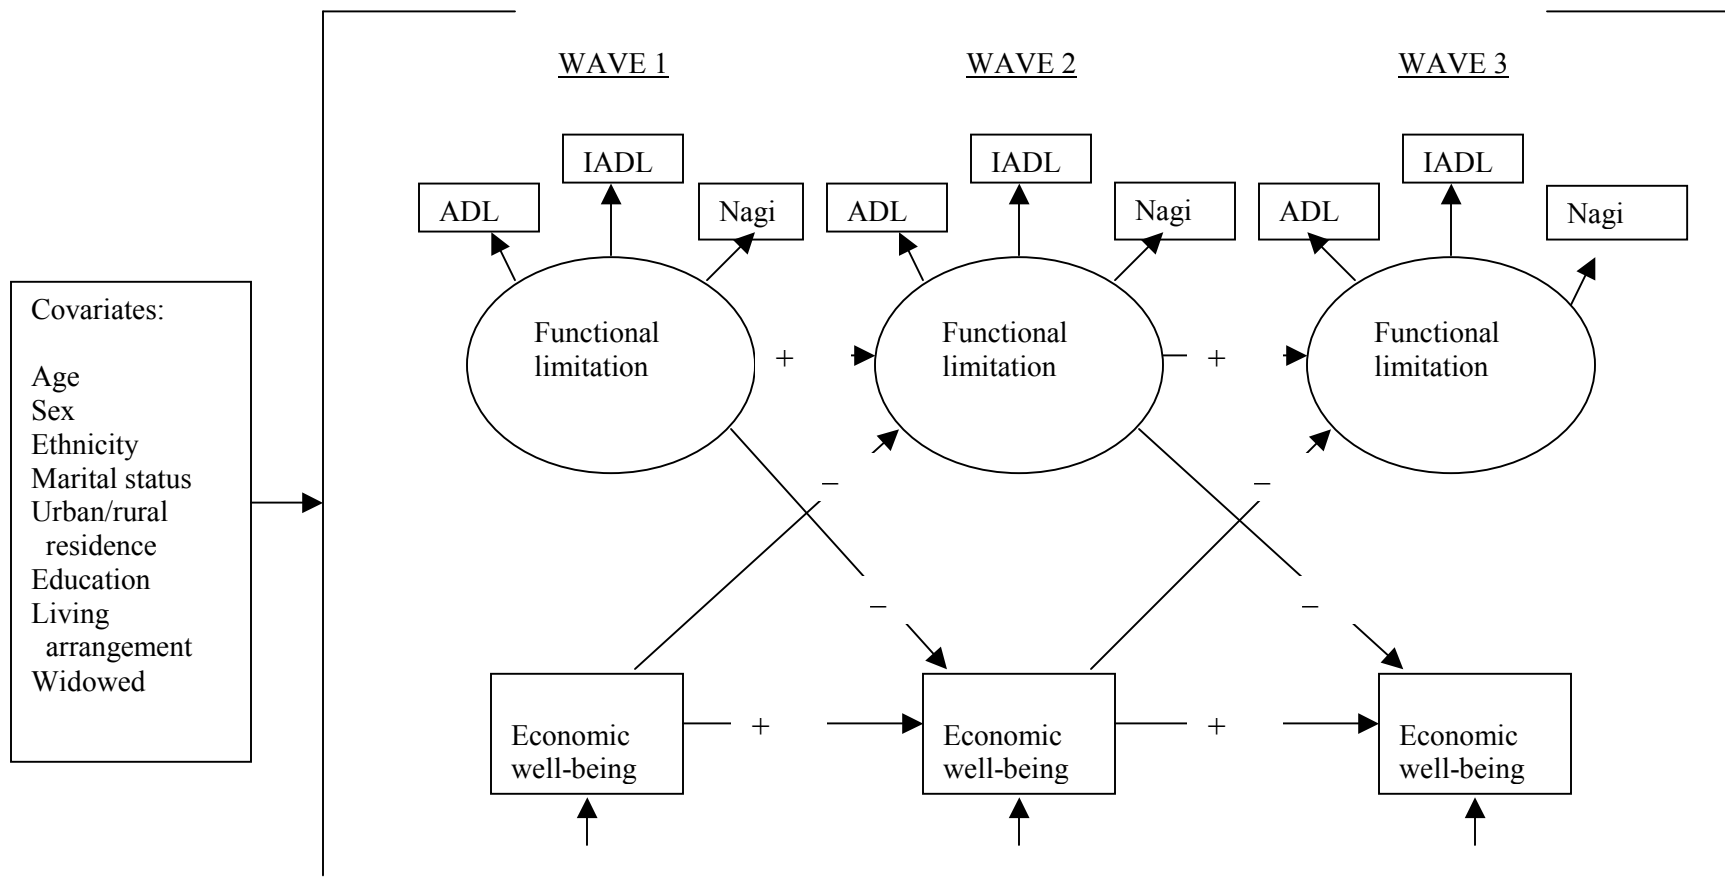 WAVE 1
WAVE 2
WAVE 3
IADL
IADL
IADL
ADL
Nagi
ADL
Nagi
ADL
Nagi
Covariates:
Age
Sex
Ethnicity
Marital status
Urban/rural
residence
Education
Living
arrangement
Widowed
Functional
limitation
+
Functional
limitation
+
Functional
limitation
–
–
–
–
Economic
well-being
+
Economic
well-being
+
Economic
well-being